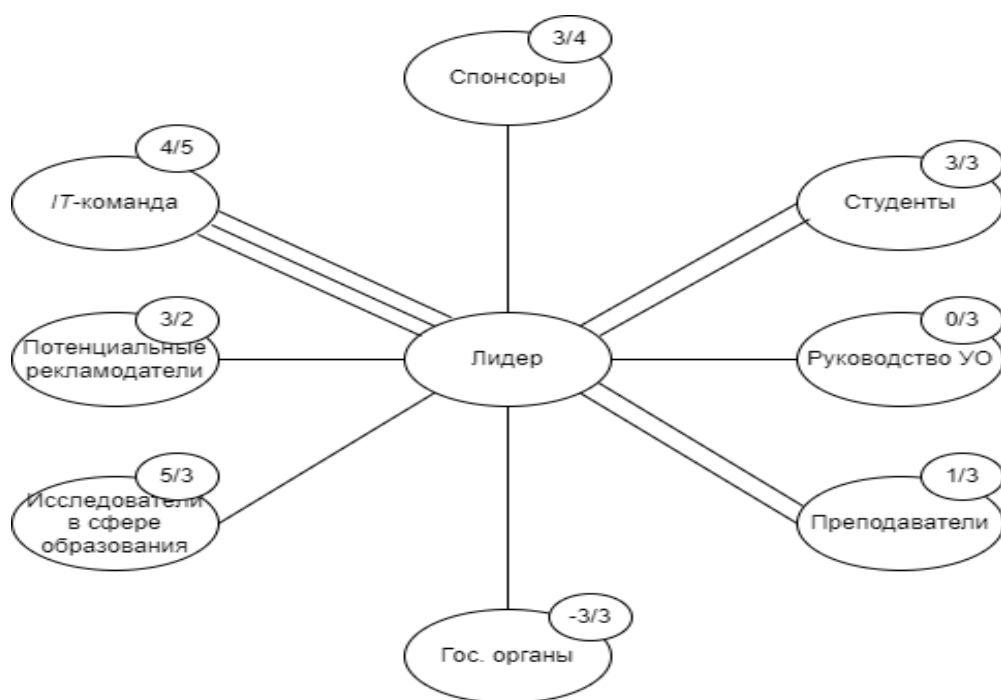 3/4
Спонсоры
4/5
IT-команда
3/3
Студенты
3/2
Потенциальные
рекламодатели
Лидер
0/3
Руководство УО
5/3
Исследователи
в сфере
образования
1/3
Преподаватели
-3/3
Гос. органы